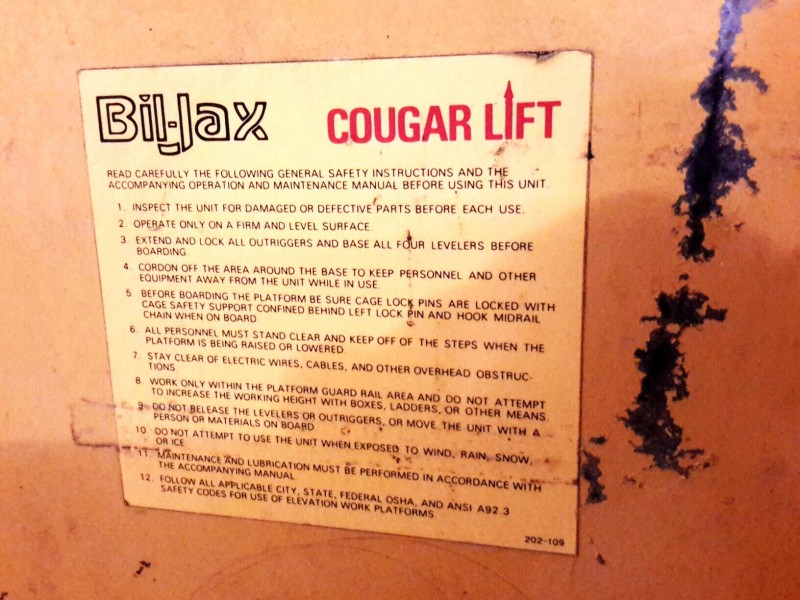 Bil-Jax COUGAR LIFT
READ CAREFULLY THE FOLLOWING GENERAL SAFETY INSTRUCTIONS AND THE
ACCOMPANYING OPERATION AND MAINTENANCE MANUAL BEFORE USING THIS UNIT.
1. INSPECT THE UNIT FOR DAMAGED OR DEFECTIVE PARTS BEFORE EACH USE.
2. OPERATE ONLY ON A FIRM AND LEVEL SURFACE.
3. EXTEND AND LOCK ALL OUTRIGGERS AND BASE ALL FOUR LEVELERS BEFORE
BOARDING.
4. CORDON OFF THE AREA AROUND THE BASE TO KEEP PERSONNEL AND OTHER
EQUIPMENT AWAY FROM THE UNIT WHILE IN USE.
5. BEFORE BOARDING THE PLATFORM BE SURE CAGE LOCK PINS ARE LOCKED WITH
CAGE SAFETY SUPPORT CONFINED BEHIND LEFT LOCK PIN AND HOOK MIDRAIL
CHAIN WHEN ON BOARD.
6. ALL PERSONNEL MUST STAND CLEAR AND KEEP OFF OF THE STEPS WHEN THE
PLATFORM IS BEING RAISED OR LOWERED.
7. STAY CLEAR OF ELECTRIC WIRES, CABLES, AND OTHER OVERHEAD OBSTRUC-
TIONS.
8. WORK ONLY WITHIN THE PLATFORM GUARD RAIL AREA AND DO NOT ATTEMPT
TO INCREASE THE WORKING HEIGHT WITH BOXES, LADDERS, OR OTHER MEANS.
9. DO NOT RELEASE THE LEVELERS OR OUTRIGGERS, OR MOVE THE UNIT WITH A
PERSON OR MATERIALS ON BOARD.
10. DO NOT ATTEMPT TO USE THE UNIT WHEN EXPOSED TO WIND, RAIN, SNOW,
OR ICE.
11. MAINTENANCE AND LUBRICATION MUST BE PERFORMED IN ACCORDANCE WITH
THE ACCOMPANYING MANUAL.
12. FOLLOW ALL APPLICABLE CITY, STATE, FEDERAL OSHA, AND ANSI A92.3
SAFETY CODES FOR USE OF ELEVATION WORK PLATFORMS.
202-109